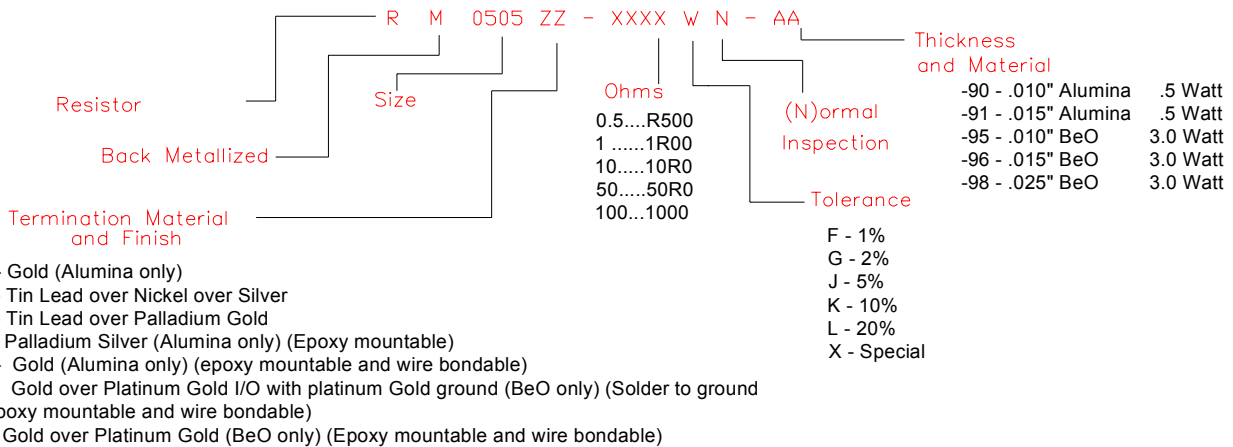 R M 0505 ZZ - XXXX W N - AA
Thickness
and Material
-90 - .010" Alumina .5 Watt
-91 - .015" Alumina .5 Watt
-95 - .010" BeO 3.0 Watt
-96 - .015" BeO 3.0 Watt
-98 - .025" BeO 3.0 Watt
Resistor
Size
Ohms
0.5....R500
1 ......1R00
10.....10R0
50.....50R0
100...1000
(N)ormal
Inspection
Back Metallized
Tolerance
F - 1%
G - 2%
J - 5%
K - 10%
L - 20%
X - Special
Termination Material
and Finish
- Gold (Alumina only)
Tin Lead over Nickel over Silver
Tin Lead over Palladium Gold
Palladium Silver (Alumina only) (Epoxy mountable)
- Gold (Alumina only) (epoxy mountable and wire bondable)
Gold over Platinum Gold I/O with platinum Gold ground (BeO only) (Solder to ground
poxy mountable and wire bondable)
Gold over Platinum Gold (BeO only) (Epoxy mountable and wire bondable)